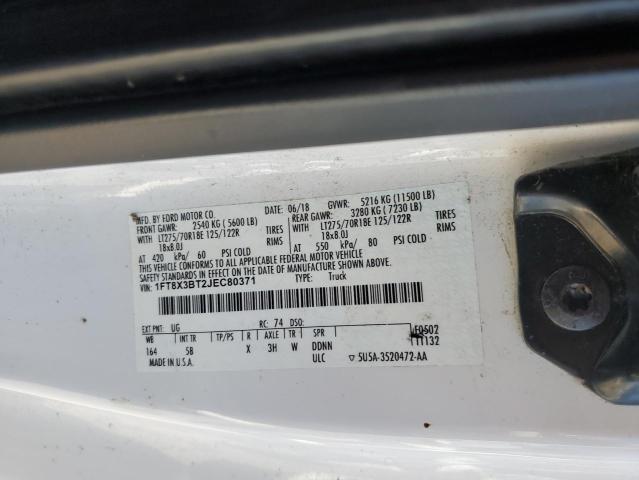 MFD. BY FORD MOTOR CO.
DATE: 06/18 GVWR: 5216 KG (11500 LB)
FRONT GAWR: 2540 KG ( 5600 LB) REAR GAWR: 3280 KG ( 7230 LB)
WITH LT275/70R18E 125/122R TIRES WITH LT275/70R18E 125/122R TIRES
18x8.0J RIMS 18x8.0J RIMS
AT 420 kPa/ 60 PSI COLD AT 550 kPa/ 80 PSI COLD
THIS VEHICLE CONFORMS TO ALL APPLICABLE FEDERAL MOTOR VEHICLE
SAFETY STANDARDS IN EFFECT ON THE DATE OF MANUFACTURE SHOWN ABOVE.
VIN: 1FT8X3BT2JEC80371 TYPE: Truck
EXT PNT: UG RC: 74 DSO: F0502
WB INT TR TP/PS R AXLE TR SPR 11132
164 5B X 3H W DDNN
MADE IN U.S.A. ULC 5U5A-3520472-AA